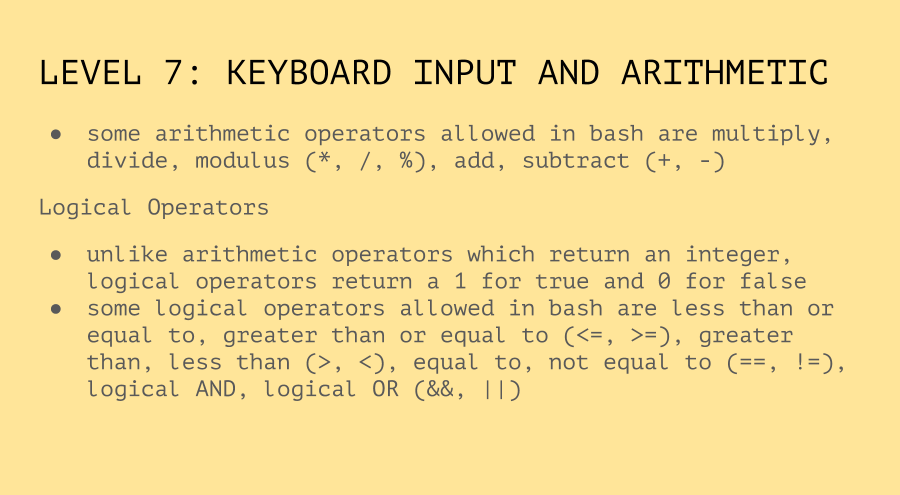 LEVEL 7: KEYBOARD INPUT AND ARITHMETIC
● some arithmetic operators allowed in bash are multiply,
divide, modulus (*, /, %), add, subtract (+, -)
Logical Operators
● unlike arithmetic operators which return an integer,
logical operators return a 1 for true and 0 for false
● some logical operators allowed in bash are less than or
equal to, greater than or equal to (<=, >=), greater
than, less than (>, <), equal to, not equal to (==, !=),
logical AND, logical OR (&&, ||)